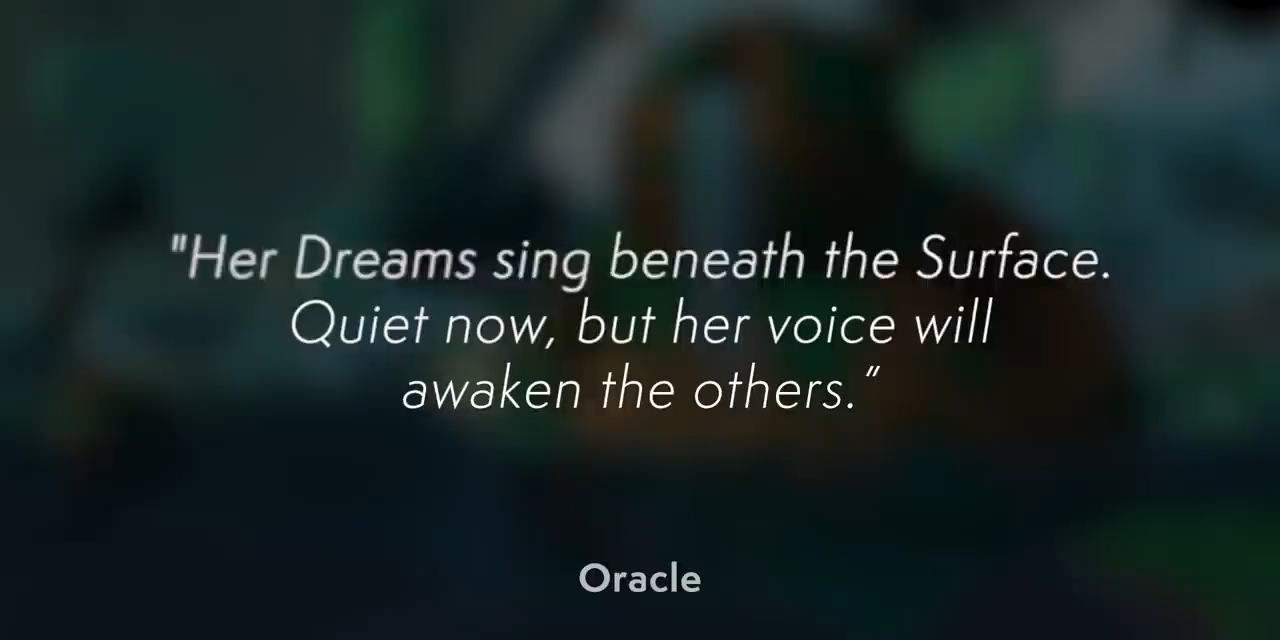 "Her Dreams sing beneath the Surface.
Quiet now, but her voice will
awaken the others.”
Oracle